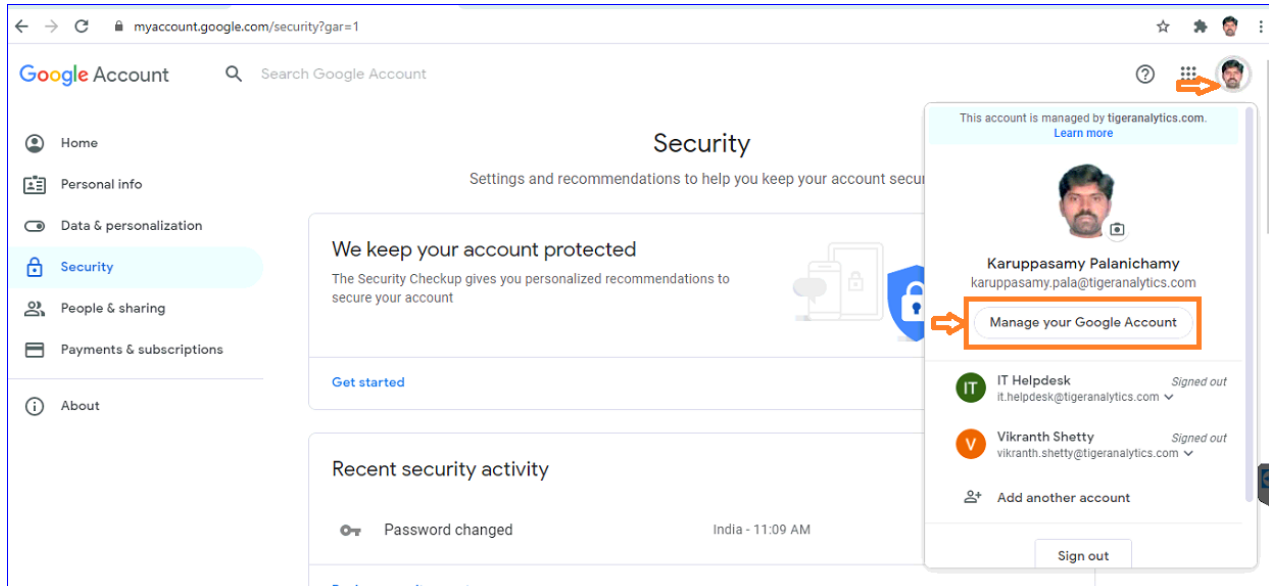 myaccount.google.com/security?gar=1
Google Account
Search Google Account
Home
Personal info
Data & personalization
Security
People & sharing
Payments & subscriptions
About
Security
Settings and recommendations to help you keep your account secur
We keep your account protected
The Security Checkup gives you personalized recommendations to
secure your account
Get started
Recent security activity
Password changed
India - 11:09 AM
This account is managed by tigeranalytics.com.
Learn more
Karuppasamy Palanichamy
karuppasamy.pala@tigeranalytics.com
Manage your Google Account
IT
IT Helpdesk
Signed out
it.helpdesk@tigeranalytics.com
V
Vikranth Shetty
Signed out
vikranth.shetty@tigeranalytics.com
Add another account
Sign out